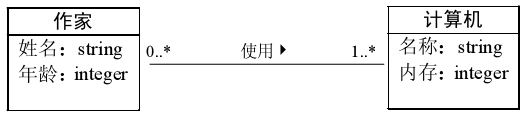 作家
姓名：string
年龄：integer
0..*
使用
1..*
计算机
名称：string
内存：integer